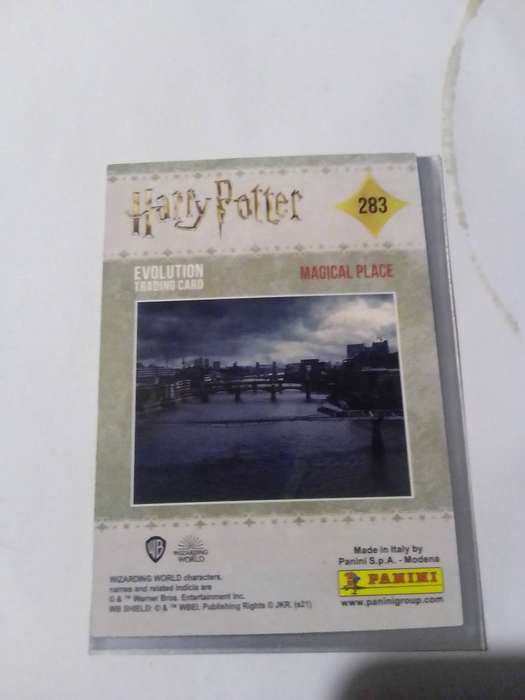 Harry Potter
283
EVOLUTION
TRADING CARD
MAGICAL PLACE
WB
WIZARDING
WORLD
WIZARDING WORLD characters,
names and related indicia are
© & ™ Warner Bros. Entertainment Inc.
WB SHIELD: © & ™ WBEI. Publishing Rights © JKR. (s21)
Made in Italy by
Panini S.p.A. - Modena
PANINI
www.paninigroup.com